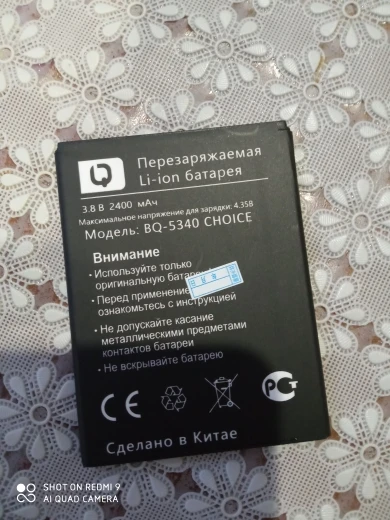 Перезаряжаемая
Li-ion батарея
3.8 В 2400 мАч
Максимальное напряжение для зарядки: 4.35В
Модель: BQ-5340 CHOICE
Внимание
• Используйте только
оригинальную батарею
• Перед применением
ознакомьтесь с инструкцией
• Не допускайте касание
металлическими предметами
контактов батареи
• Не вскрывайте батарею
CE
РСТ
Сделано в Китае
SHOT ON REDMI 9
AI QUAD CAMERA